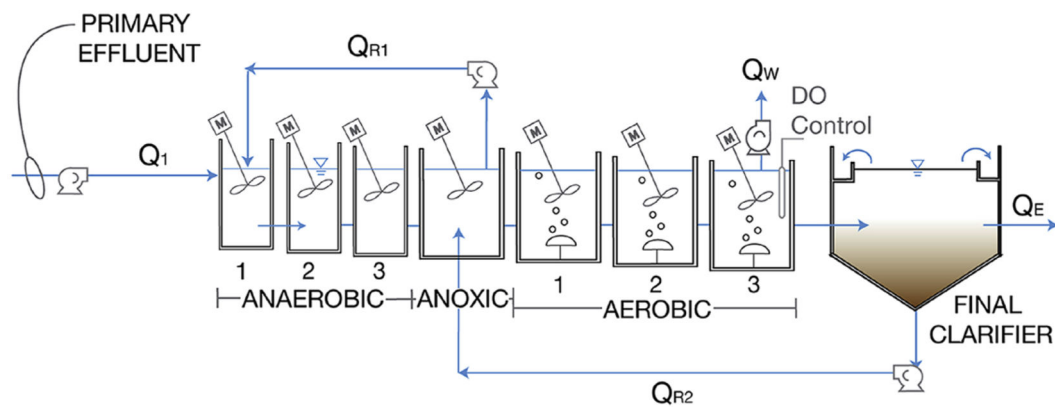 PRIMARY
EFFLUENT
QR1
QW
DO
Control
M
M
M
M
M
M
M
Q1
QE
1
2
3
1
2
3
ANAEROBIC
ANOXIC
AEROBIC
FINAL
CLARIFIER
QR2